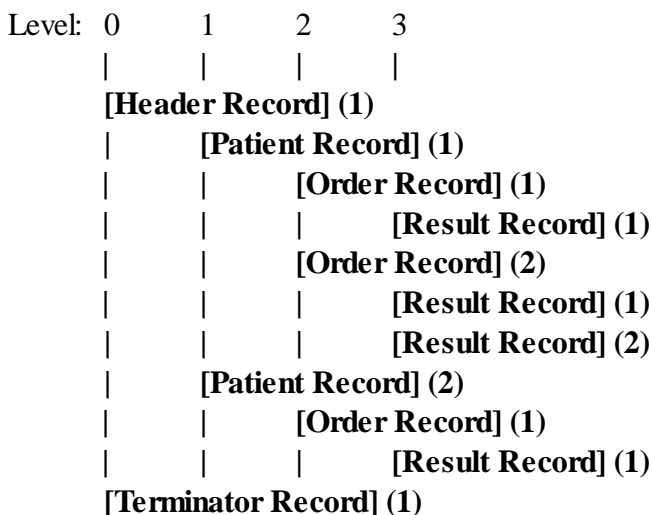 Level: 0 1 2 3
| | | |
[Header Record] (1)
| [Patient Record] (1)
| | [Order Record] (1)
| | | [Result Record] (1)
| | [Order Record] (2)
| | | [Result Record] (1)
| | | [Result Record] (2)
| [Patient Record] (2)
| | [Order Record] (1)
| | | [Result Record] (1)
[Terminator Record] (1)